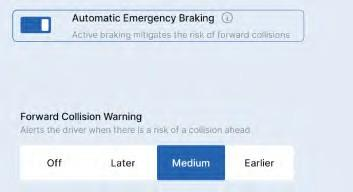 Automatic Emergency Braking
Active braking mitigates the risk of forward collisions
Forward Collision Warning
Alerts the driver when there is a risk of a collision ahead
Off Later Medium Earlier